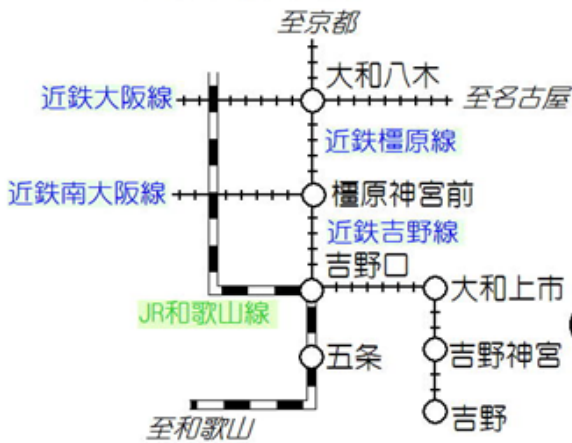 至京都
大和八木
近鉄大阪線
至名古屋
近鉄橿原線
近鉄南大阪線
橿原神宮前
近鉄吉野線
吉野口
大和上市
JR和歌山線
五条
吉野神宮
吉野
至和歌山